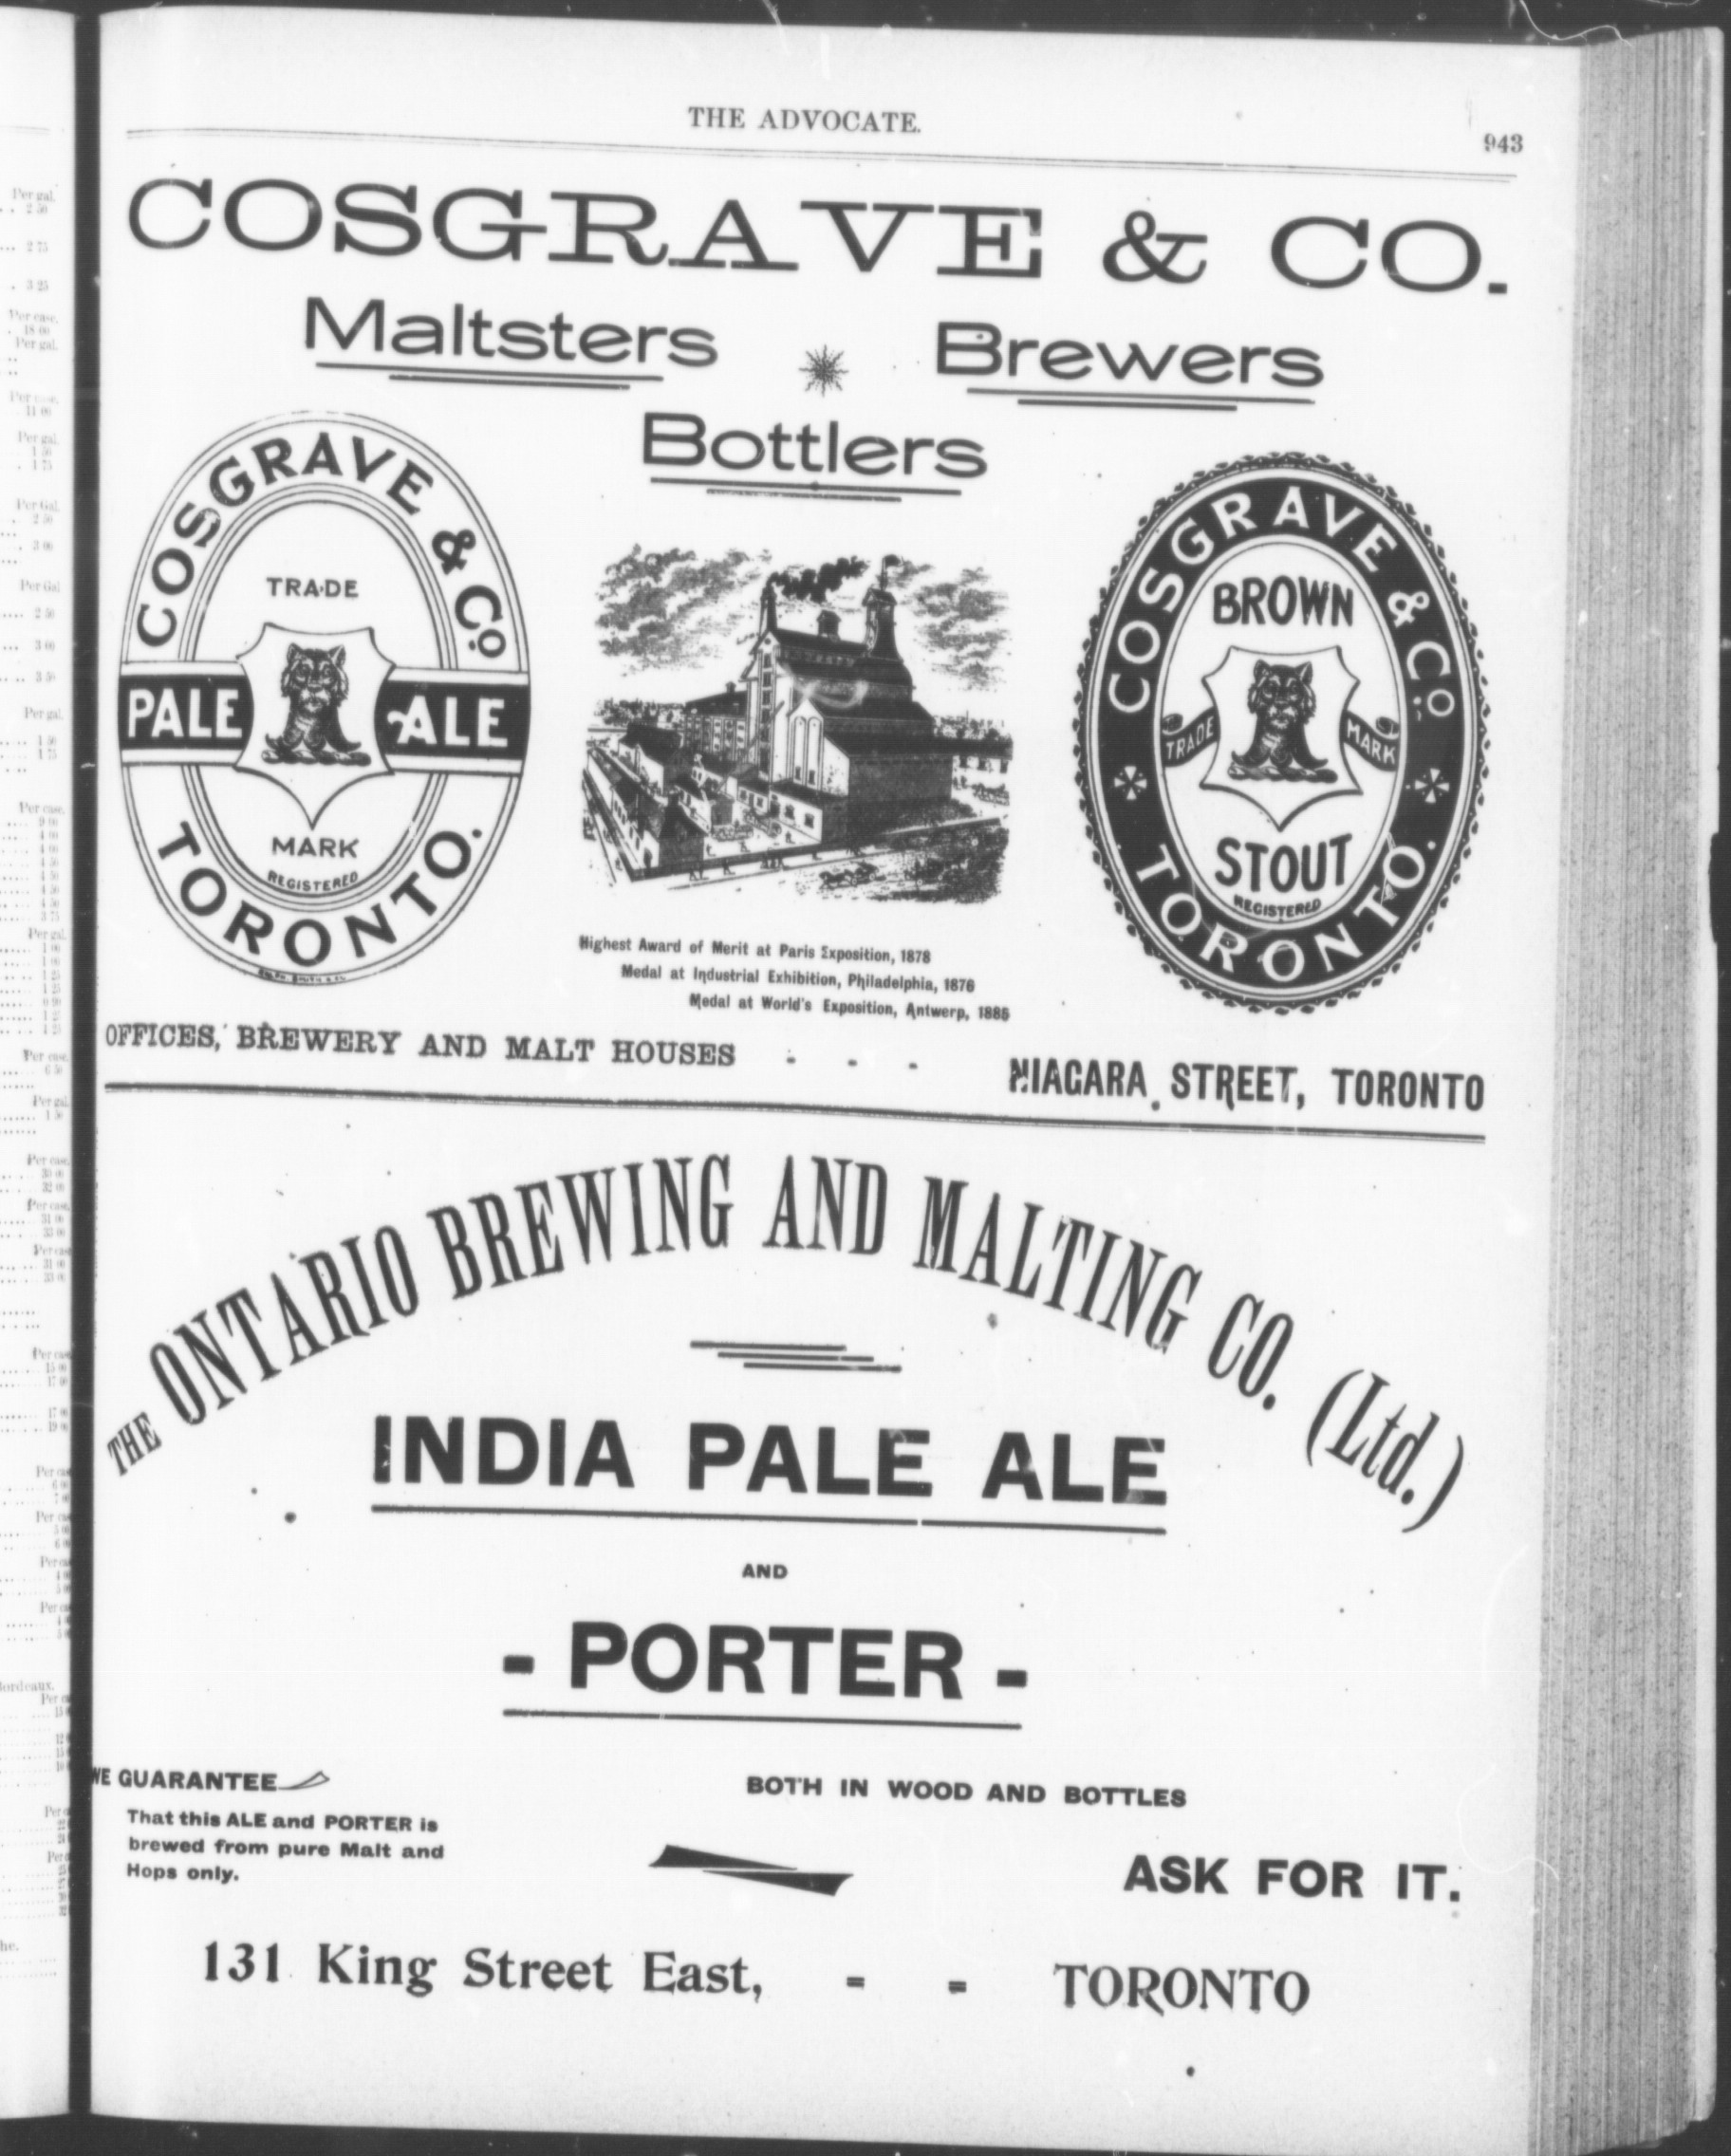 THE ADVOCATE.
943
COSGRAVE & CO.
Maltsters
Brewers
Bottlers
COSGRAVE & Co
TRADE
PALE ALE
MARK
REGISTERED
TORONTO.
COSGRAVE & Co
BROWN
TRADE MARK
STOUT
REGISTERED
TORONTO.
Highest Award of Merit at Paris Exposition, 1878
Medal at Industrial Exhibition, Philadelphia, 1876
Medal at World's Exposition, Antwerp, 1885
OFFICES, BREWERY AND MALT HOUSES - - - NIAGARA STREET, TORONTO
THE ONTARIO BREWING AND MALTING CO. (Ltd.)
INDIA PALE ALE
AND
- PORTER -
WE GUARANTEE
That this ALE and PORTER is
brewed from pure Malt and
Hops only.
BOTH IN WOOD AND BOTTLES
ASK FOR IT.
131 King Street East, - - TORONTO